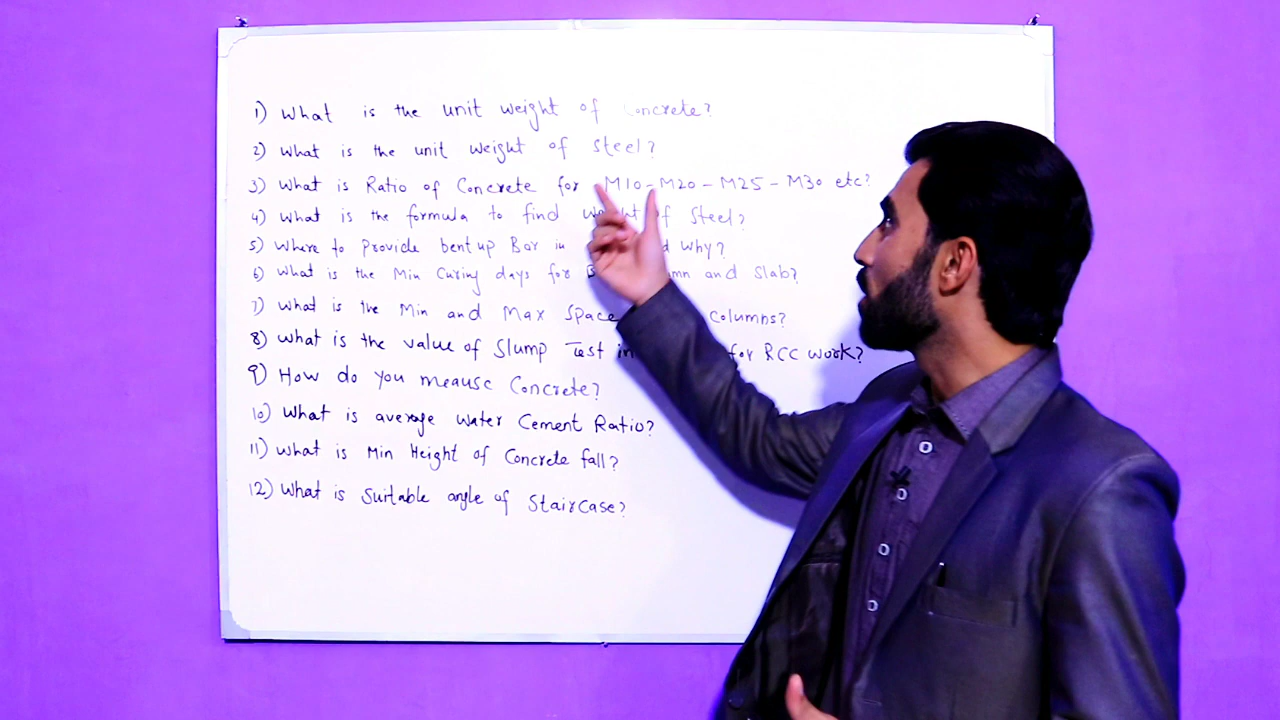 1) What is the unit weight of Concrete?
2) What is the unit weight of Steel?
3) What is Ratio of Concrete for M10 - M20 - M25 - M30 etc?
4) What is the formula to find of Steel?
5) Where to provide bent up Bar in Why?
6) What is the Min Curing days for and Slab?
7) What is the Min and Max Space columns?
8) What is the value of Slump Test in for RCC work?
9) How do you meause Concrete?
10) What is average water Cement Ratio?
11) What is Min Height of Concrete fall?
12) What is Suitable angle of Staircase?